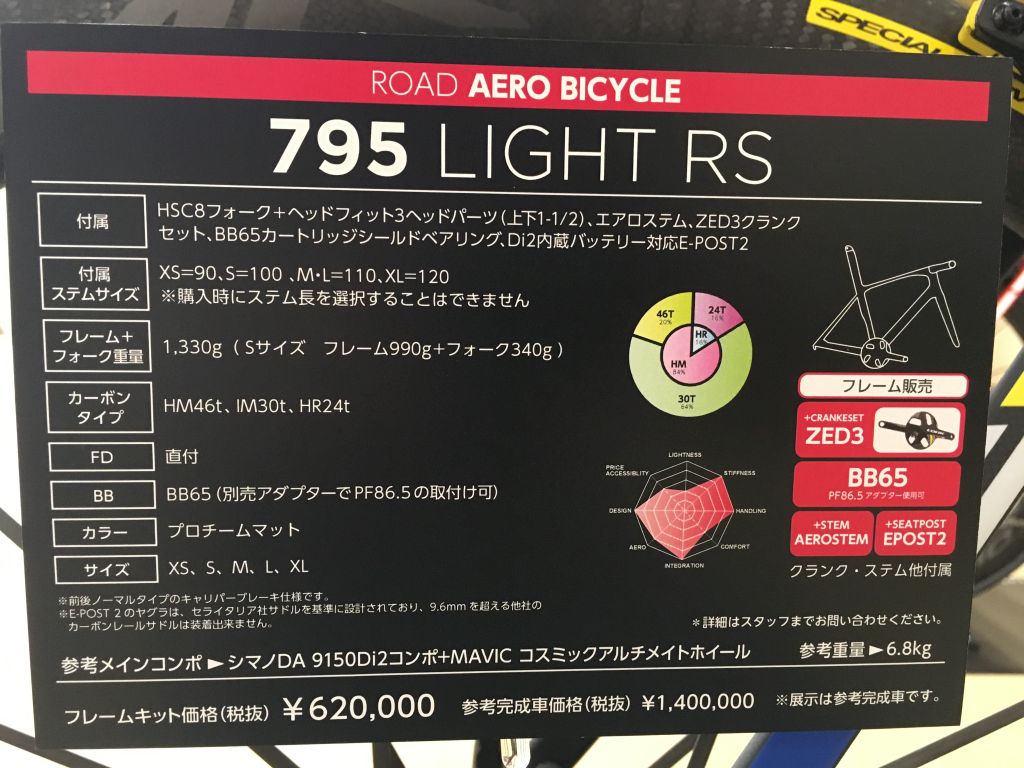 SPECIAL
ROAD AERO BICYCLE
795 LIGHT RS
付属
HSC8フォーク+ヘッドフィット3ヘッドパーツ(上下1-1/2)、エアロステム、ZED3クランク
セット、BB65カートリッジシールドベアリング、Di2内蔵バッテリー対応E-POST2
付属
ステムサイズ
XS=90、S=100 、M・L=110、XL=120
※購入時にステム長を選択することはできません
フレーム+
フォーク重量
1,330g ( Sサイズ フレーム990g+フォーク340g )
カーボン
タイプ
HM46t、IM30t、HR24t
FD
直付
BB
BB65 (別売アダプターでPF86.5の取付け可)
カラー
プロチームマット
サイズ
XS、S、M、L、XL
46T
20%
24T
16%
HR
16%
HM
84%
30T
64%
LIGHTNESS
STIFFNESS
HANDLING
COMFORT
INTEGRATION
AERO
DESIGN
PRICE
ACCESSIBLITY
フレーム販売
+CRANKESET
ZED3
BB65
PF86.5 アダプター使用可
+STEM
AEROSTEM
+SEATPOST
EPOST2
クランク・ステム他付属
※前後ノーマルタイプのキャリパーブレーキ仕様です。
※E-POST 2のヤグラは、セライタリア社サドルを基準に設計されており、9.6mmを超える他社の
カーボンレールサドルは装着出来ません。
*詳細はスタッフまでお問い合わせください。
参考メインコンポ▶シマノDA 9150Di2コンポ+MAVIC コスミックアルチメイトホイール
参考重量▶6.8kg
フレームキット価格(税抜) ¥620,000
参考完成車価格(税抜) ¥1,400,000
※展示は参考完成車です。